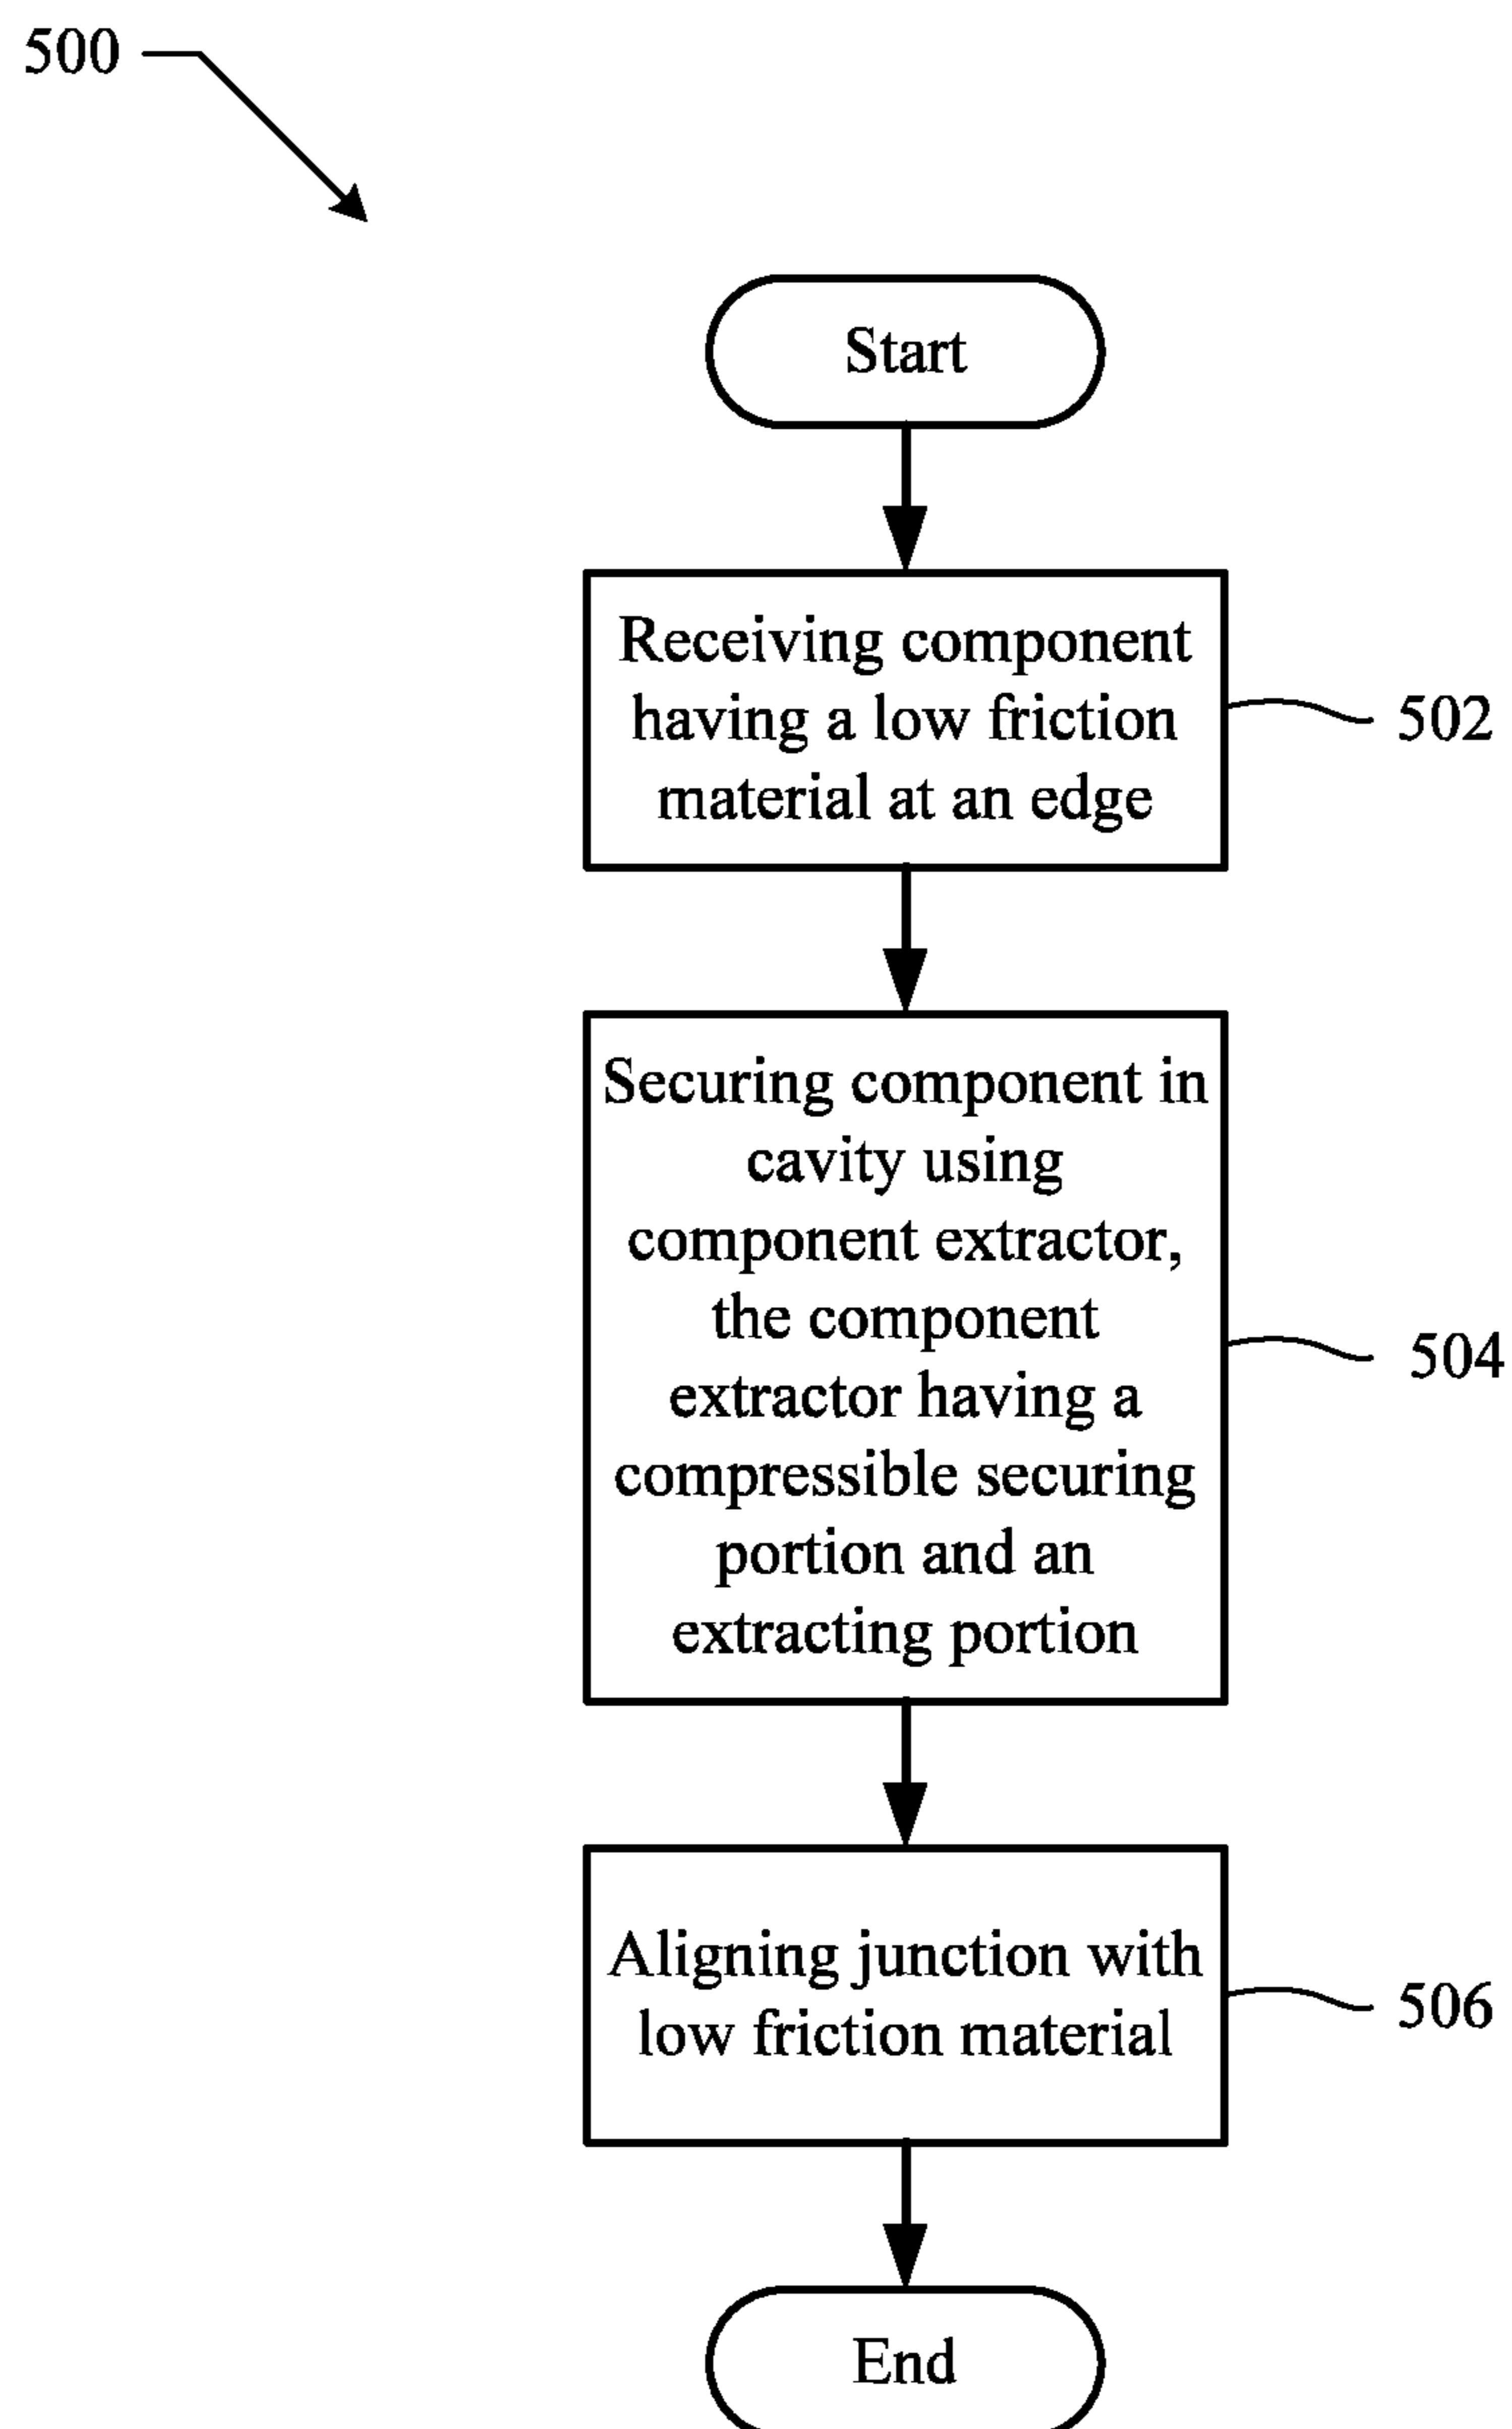 500
Start
Receiving component
having a low friction
material at an edge
502
Securing component in
cavity using
component extractor,
the component
extractor having a
compressible securing
portion and an
extracting portion
504
Aligning junction with
low friction material
506
End